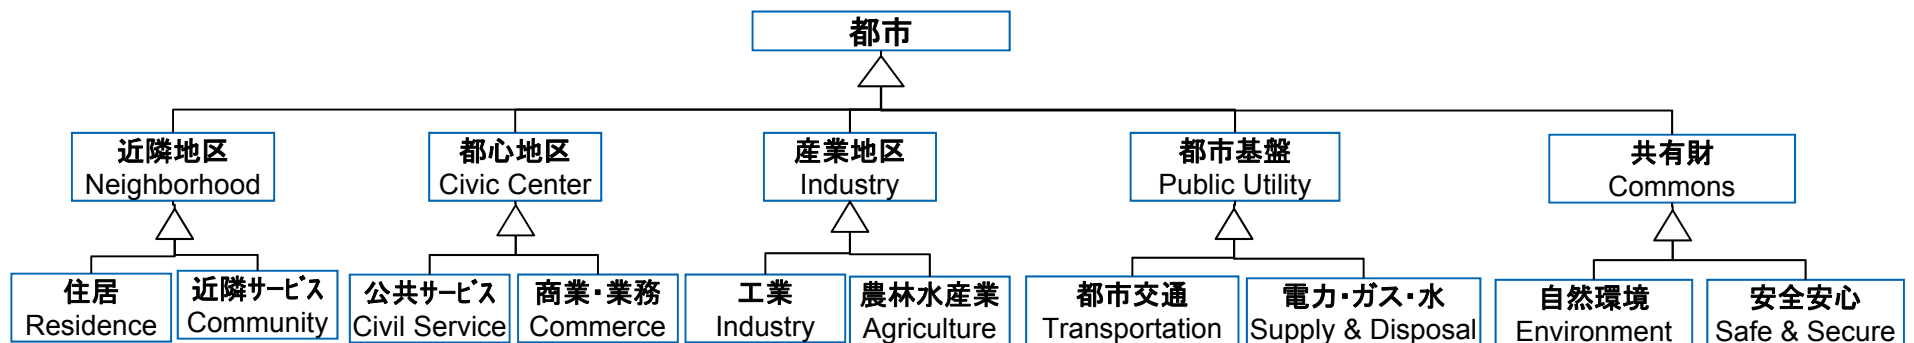 都市
近隣地区
Neighborhood
都心地区
Civic Center
産業地区
Industry
都市基盤
Public Utility
共有財
Commons
住居
Residence
近隣サービス
Community
公共サービス
Civil Service
商業・業務
Commerce
工業
Industry
農林水産業
Agriculture
都市交通
Transportation
電力・ガス・水
Supply & Disposal
自然環境
Environment
安全安心
Safe & Secure